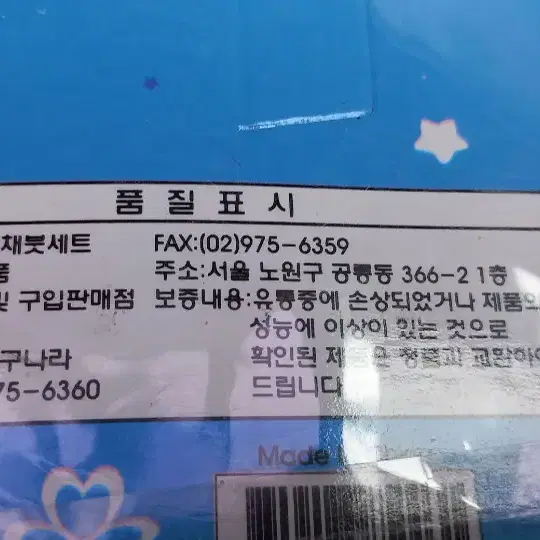 품질표시
채붓세트 FAX:(02)975-6359
품 주소:서울 노원구 공릉동 366-2 1층
및 구입판매점 보증내용:유통중에 손상되었거나 제품의
성능에 이상이 있는 것으로
구나라 확인된 제품은 정품과 교환하여
75-6360 드립니다
Made